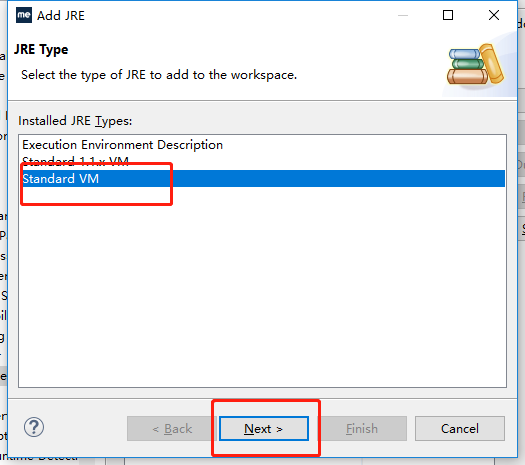 me Add JRE
JRE Type
Select the type of JRE to add to the workspace.
Installed JRE Types:
Execution Environment Description
Standard 1.1.x VM
Standard VM
?
< Back Next > Finish Cancel